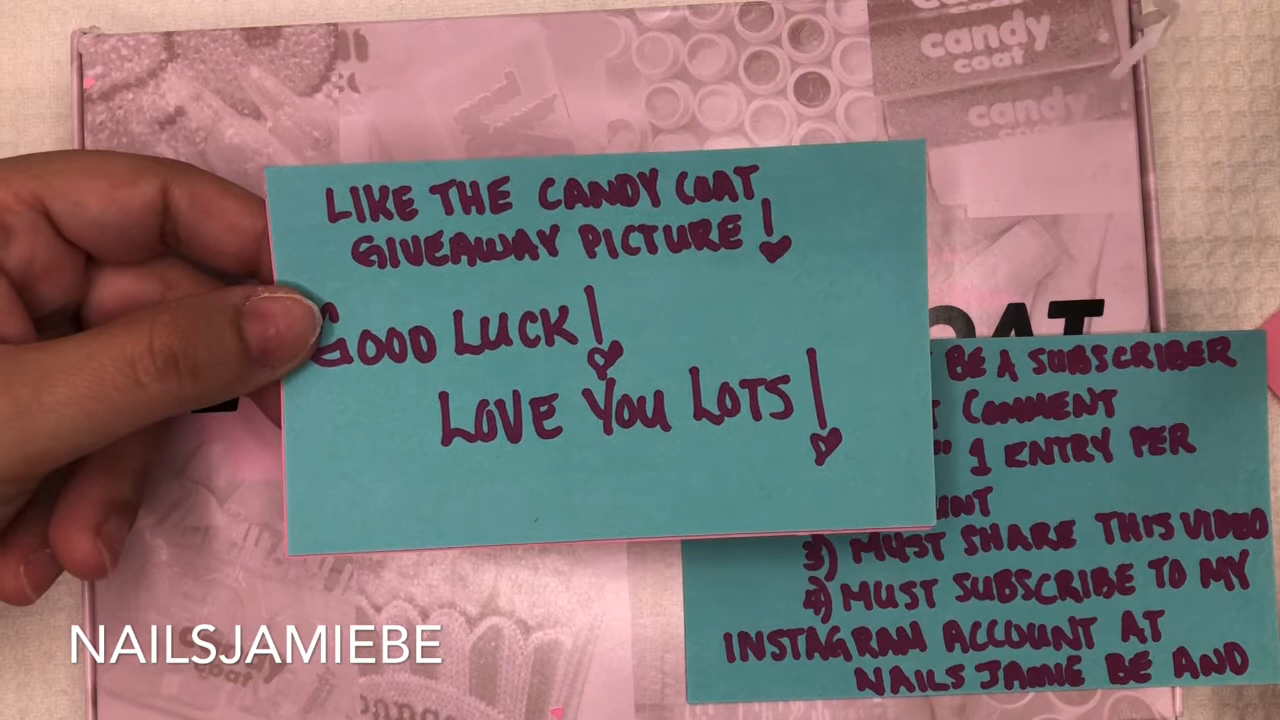 candy
coat
candy
LIKE THE CANDY COAT
GIVEAWAY PICTURE!
GOOD LUCK!
LOVE YOU LOTS!
BE A SUBSCRIBER
COMMENT
" 1 ENTRY PER
3) MUST SHARE THIS VIDEO
4) MUST SUBSCRIBE TO MY
INSTAGRAM ACCOUNT AT
NAILS JAMIE BE AND
NAILSJAMIEBE